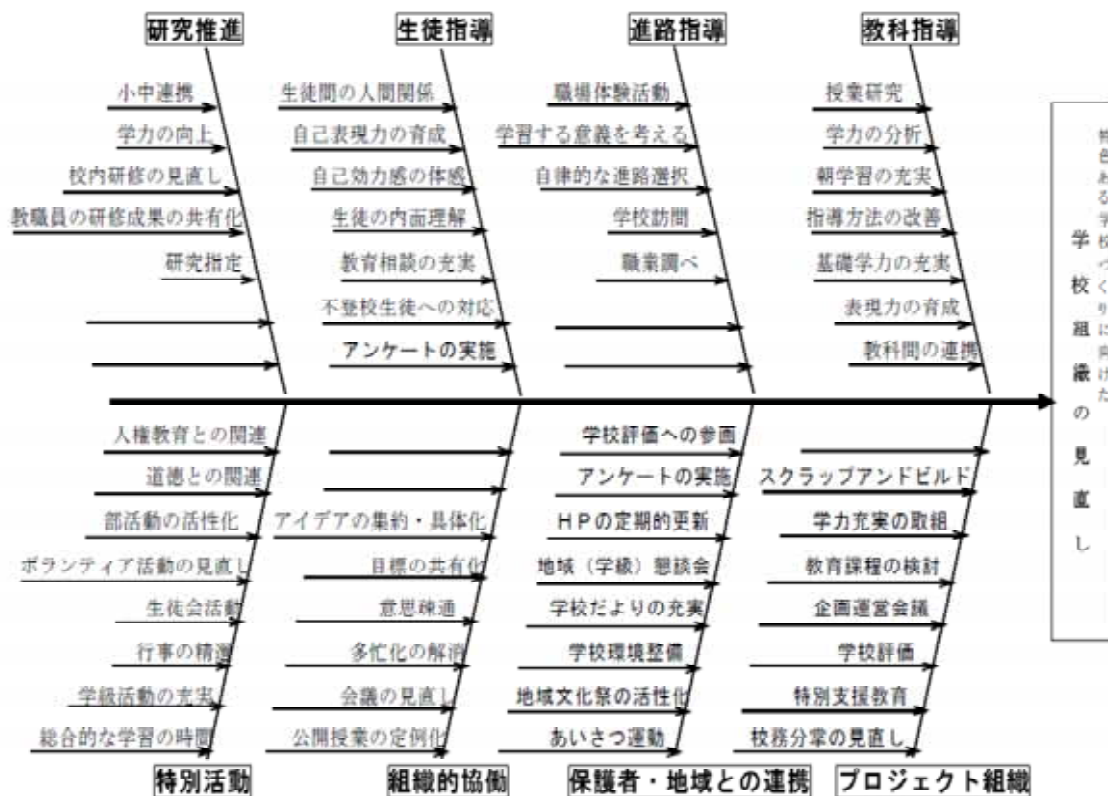 研究推進
小中連携
学力の向上
校内研修の見直し
教職員の研修成果の共有化
研究指定
生徒指導
生徒間の人間関係
自己表現力の育成
自己効力感の体感
生徒の内面理解
教育相談の充実
不登校生徒への対応
アンケートの実施
進路指導
職場体験活動
学習する意義を考える
自律的な進路選択
学校訪問
職業調べ
教科指導
授業研究
学力の分析
朝学習の充実
指導方法の改善
基礎学力の充実
表現力の育成
教科間の連携
人権教育との関連
道徳との関連
部活動の活性化
ボランティア活動の見直し
生徒会活動
行事の精選
学級活動の充実
総合的な学習の時間
特別活動
アイデアの集約・具体化
目標の共有化
意思疎通
多忙化の解消
会議の見直し
公開授業の定例化
組織的協働
学校評価への参画
アンケートの実施
ＨＰの定期的更新
地域（学級）懇談会
学校だよりの充実
学校環境整備
地域文化祭の活性化
あいさつ運動
保護者・地域との連携
スクラップアンドビルド
学力充実の取組
教育課程の検討
企画運営会議
学校評価
特別支援教育
校務分掌の見直し
プロジェクト組織
特色ある学校づくりに向けた
学校組織の見直し